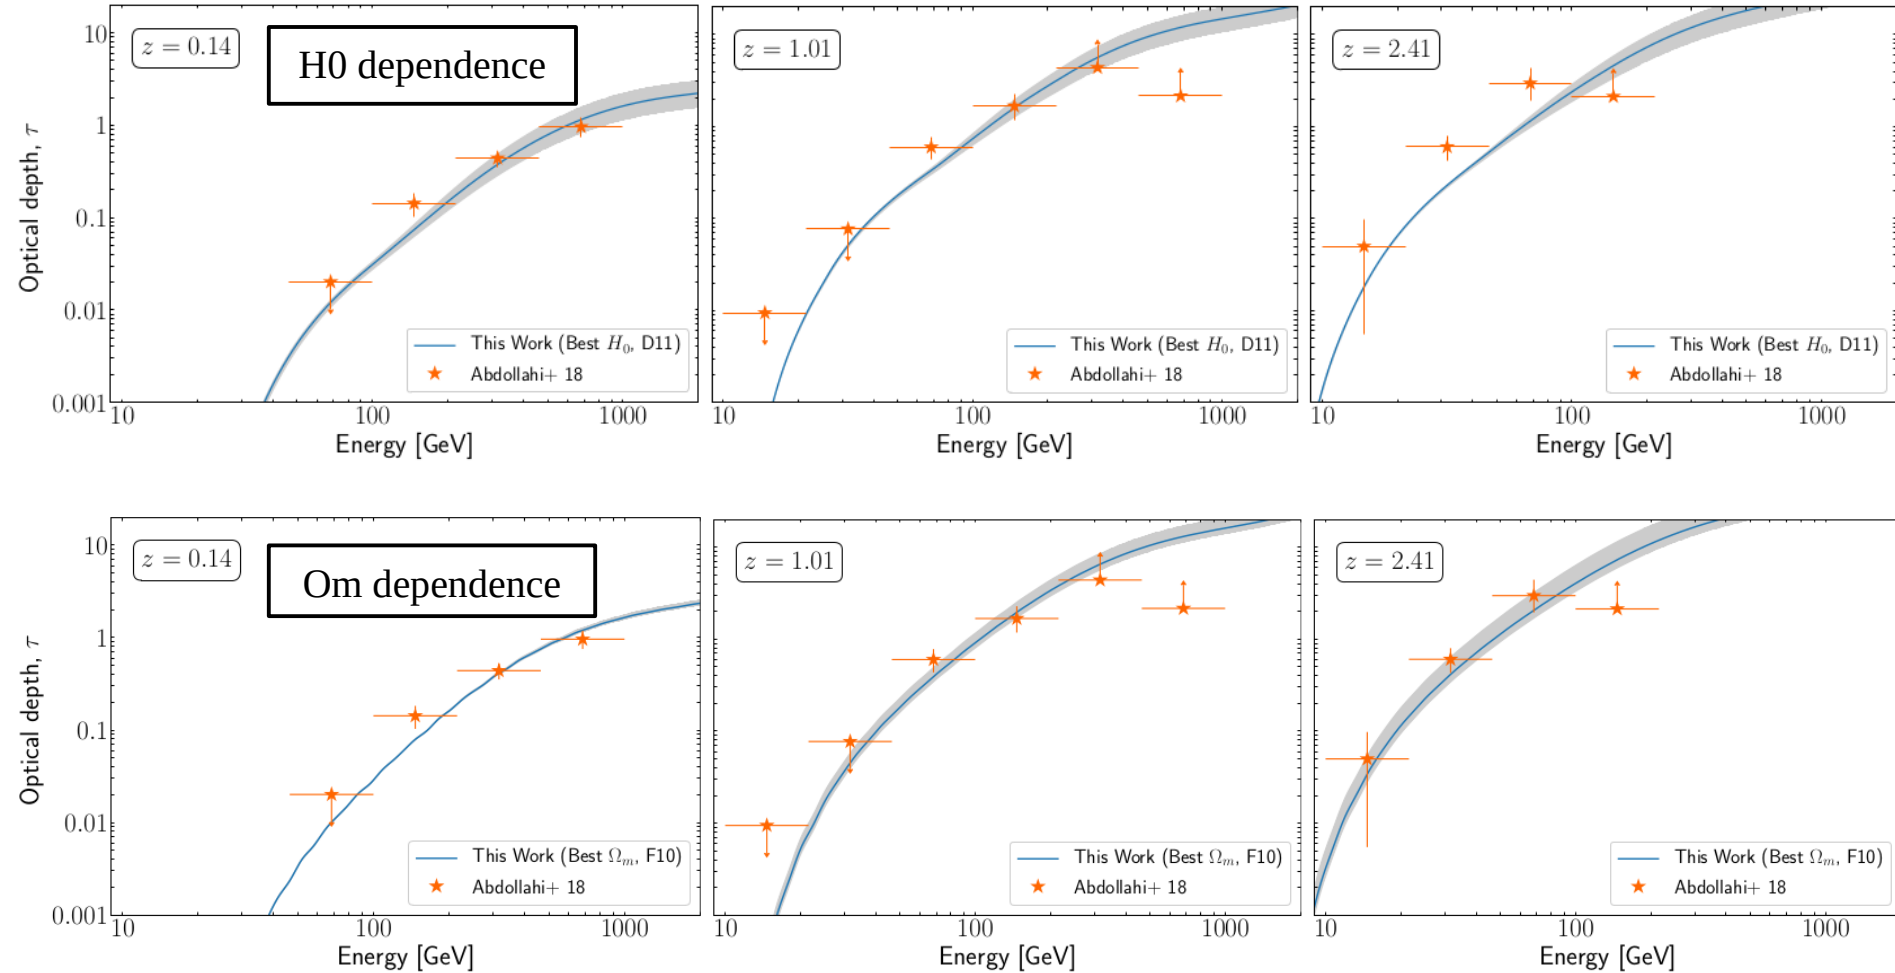 z = 0.14
H0 dependence
z = 1.01
z = 2.41
10
1
0.1
0.01
0.001
Optical depth, τ
This Work (Best H₀, D11)
Abdollahi+ 18
This Work (Best H₀, D11)
Abdollahi+ 18
This Work (Best H₀, D11)
Abdollahi+ 18
10 100 1000
10 100 1000
10 100 1000
Energy [GeV]
Energy [GeV]
Energy [GeV]
z = 0.14
Om dependence
z = 1.01
z = 2.41
10
1
0.1
0.01
0.001
Optical depth, τ
This Work (Best Ωₘ, F10)
Abdollahi+ 18
This Work (Best Ωₘ, F10)
Abdollahi+ 18
This Work (Best Ωₘ, F10)
Abdollahi+ 18
10 100 1000
10 100 1000
10 100 1000
Energy [GeV]
Energy [GeV]
Energy [GeV]